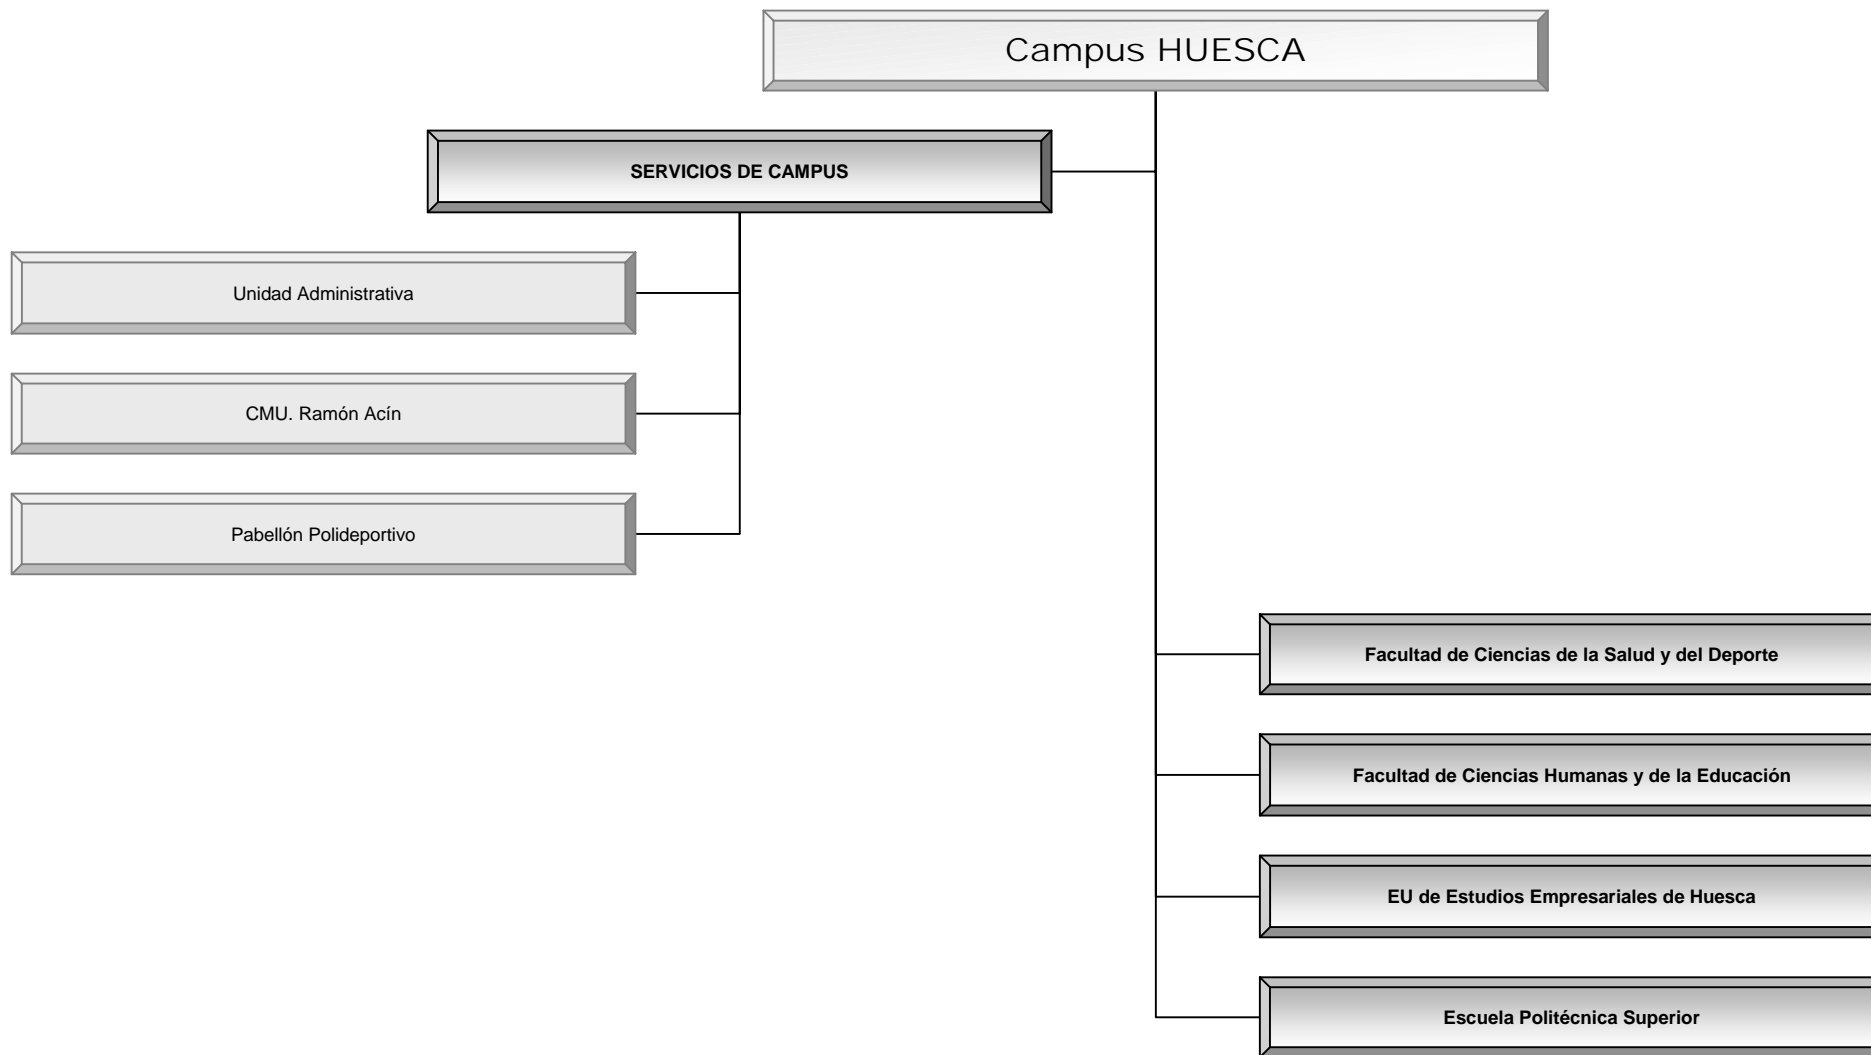 Campus HUESCA
SERVICIOS DE CAMPUS
Unidad Administrativa
CMU. Ramón Acín
Pabellón Polideportivo
Facultad de Ciencias de la Salud y del Deporte
Facultad de Ciencias Humanas y de la Educación
EU de Estudios Empresariales de Huesca
Escuela Politécnica Superior